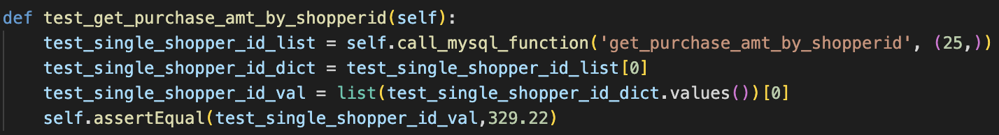 def test_get_purchase_amt_by_shopperid(self):
    test_single_shopper_id_list = self.call_mysql_function('get_purchase_amt_by_shopperid', (25,))
    test_single_shopper_id_dict = test_single_shopper_id_list[0]
    test_single_shopper_id_val = list(test_single_shopper_id_dict.values())[0]
    self.assertEqual(test_single_shopper_id_val,329.22)